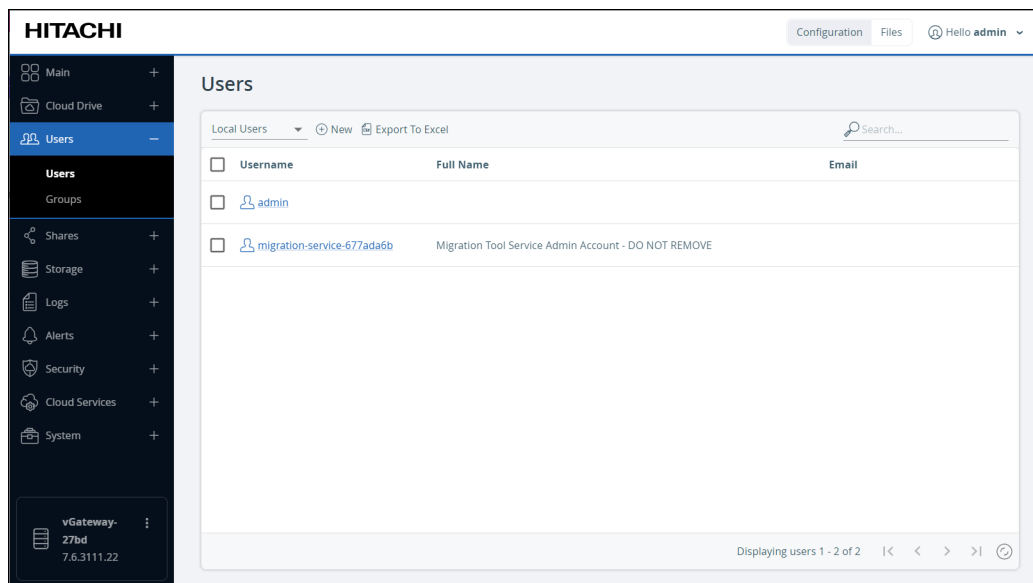 HITACHI
Configuration Files Hello admin
Main
Cloud Drive
Users
Users
Groups
Shares
Storage
Logs
Alerts
Security
Cloud Services
System
vGateway-
27bd
7.6.3111.22
Users
Local Users New Export To Excel Search...
Username Full Name Email
admin
migration-service-677ada6b Migration Tool Service Admin Account - DO NOT REMOVE
Displaying users 1 - 2 of 2